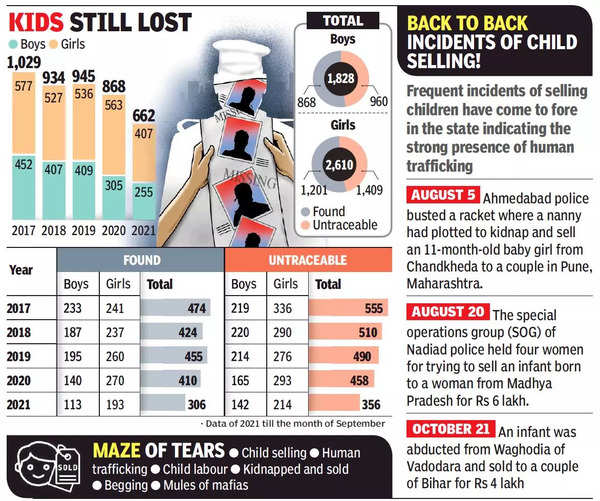 KIDS STILL LOST
Boys Girls
1,029
577
452
2017
934
527
407
2018
945
536
409
2019
868
563
305
2020
662
407
255
2021
MISSING
MISSING
TOTAL
Boys
1,828
868 960
Girls
2,610
1,201 1,409
Found
Untraceable
Year FOUND UNTRACEABLE
Boys Girls Total Boys Girls Total
2017 233 241 474 219 336 555
2018 187 237 424 220 290 510
2019 195 260 455 214 276 490
2020 140 270 410 165 293 458
2021 113 193 306 142 214 356
· Data of 2021 till the month of September
SOLD
MAZE OF TEARS ● Child selling ● Human
trafficking ● Child labour ● Kidnapped and sold
● Begging ● Mules of mafias
BACK TO BACK
INCIDENTS OF CHILD
SELLING!
Frequent incidents of selling
children have come to fore
in the state indicating the
strong presence of human
trafficking
AUGUST 5 Ahmedabad police
busted a racket where a nanny
had plotted to kidnap and sell
an 11-month-old baby girl from
Chandkheda to a couple in Pune,
Maharashtra.
AUGUST 20 The special
operations group (SOG) of
Nadiad police held four women
for trying to sell an infant born
to a woman from Madhya
Pradesh for Rs 6 lakh.
OCTOBER 21 An infant was
abducted from Waghodia of
Vadodara and sold to a couple
of Bihar for Rs 4 lakh